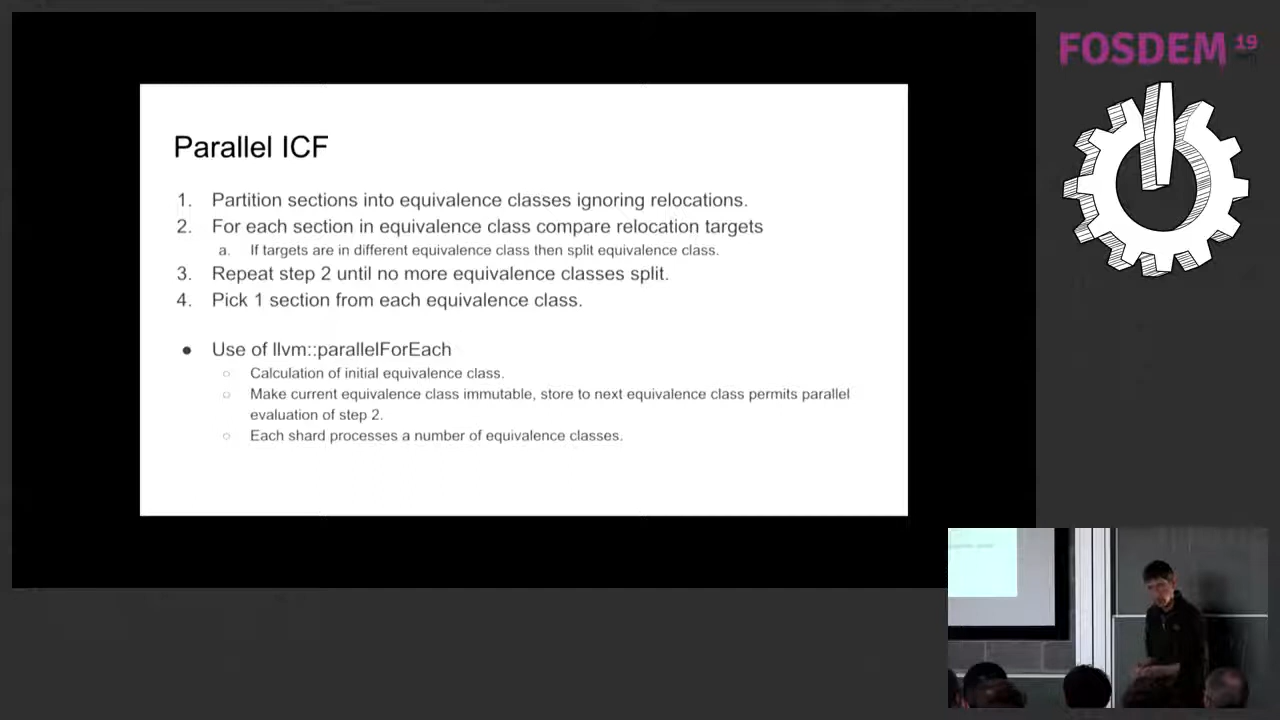 FOSDEM 19
Parallel ICF
1. Partition sections into equivalence classes ignoring relocations.
2. For each section in equivalence class compare relocation targets
a. If targets are in different equivalence class then split equivalence class.
3. Repeat step 2 until no more equivalence classes split.
4. Pick 1 section from each equivalence class.
● Use of llvm::parallelForEach
○ Calculation of initial equivalence class.
○ Make current equivalence class immutable, store to next equivalence class permits parallel
evaluation of step 2.
○ Each shard processes a number of equivalence classes.